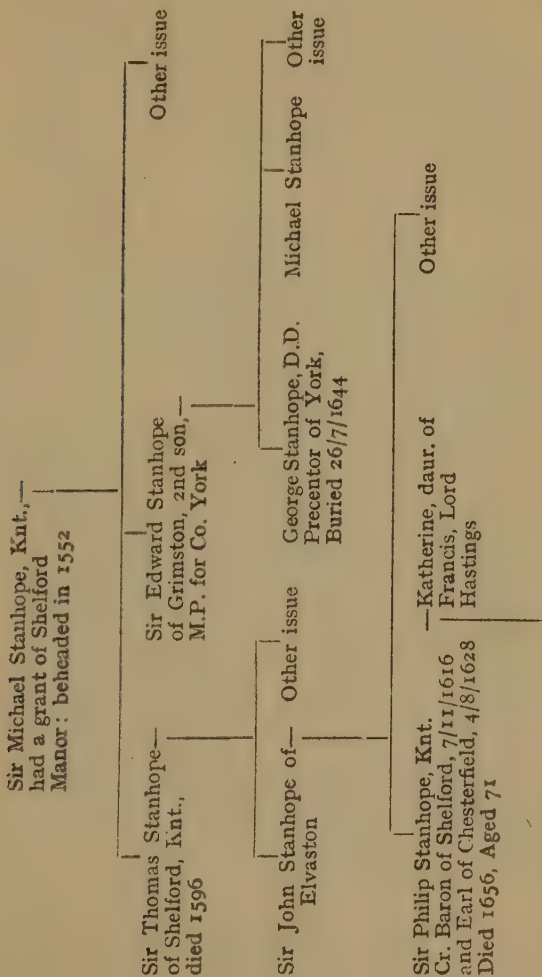 Sir Michael Stanhope, Knt.,—
had a grant of Shelford
Manor: beheaded in 1552
Sir Thomas Stanhope—
of Shelford, Knt.,
died 1596
Sir Edward Stanhope
of Grimston, 2nd son,—
M.P. for Co. York
Other issue
Sir John Stanhope of—
Elvaston
Other issue
George Stanhope, D.D.
Precentor of York,
Buried 26/7/1644
Michael Stanhope
Other
issue
Sir Philip Stanhope, Knt.
Cr. Baron of Shelford, 7/11/1616
and Earl of Chesterfield, 4/8/1628
Died 1656, Aged 71
—Katherine, daur. of
Francis, Lord
Hastings
Other issue